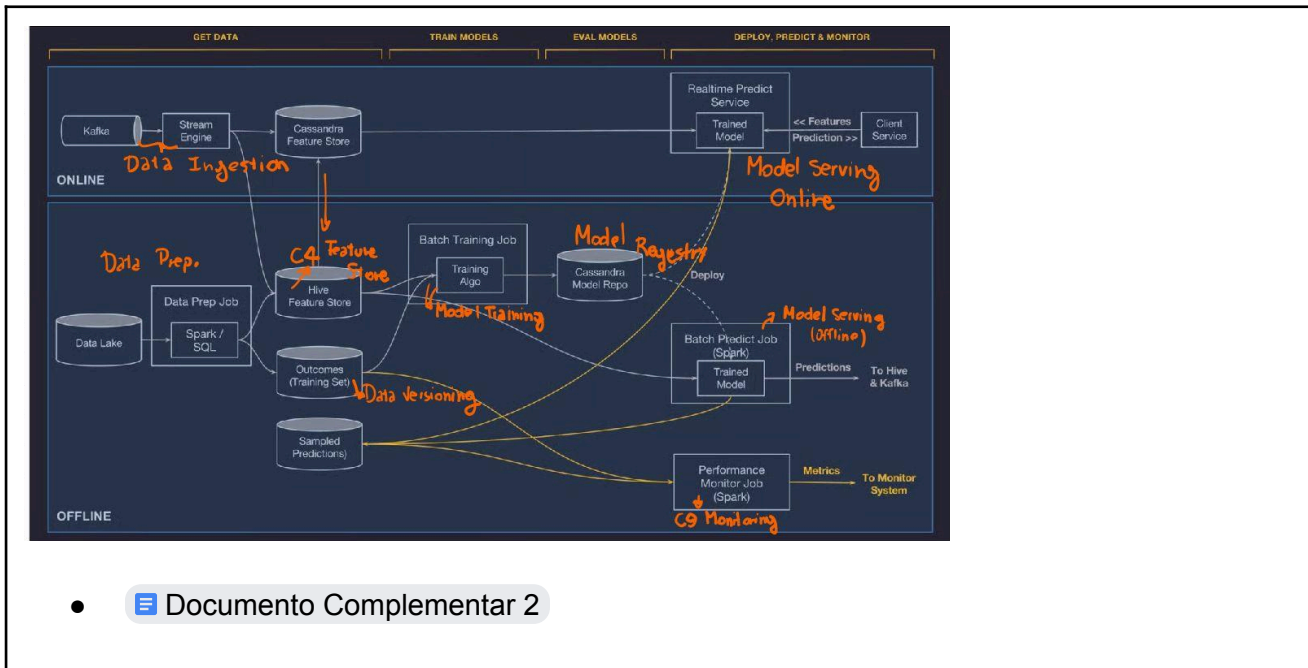 GET DATA
TRAIN MODELS
EVAL MODELS
DEPLOY, PREDICT & MONITOR
Kafka
Stream
Engine
Cassandra
Feature Store
Realtime Predict
Service
Trained
Model
<< Features
Prediction >>
Client
Service
Data Ingestion
Model Serving
Online
ONLINE
Data Prep.
C4 Feature
Store
Hive
Feature Store
Batch Training Job
Training
Algo
Model Training
Model Regestry
Cassandra
Model Repo
Deploy
Data Prep Job
Data Lake
Spark /
SQL
Outcomes
(Training Set)
Data Versioning
Model Serving
(Offline)
Batch Predict Job
(Spark)
Trained
Model
Predictions
To Hive
& Kafka
Sampled
Predictions)
Performance
Monitor Job
(Spark)
Metrics
To Monitor
System
C9 Monitoring
OFFLINE
● Documento Complementar 2